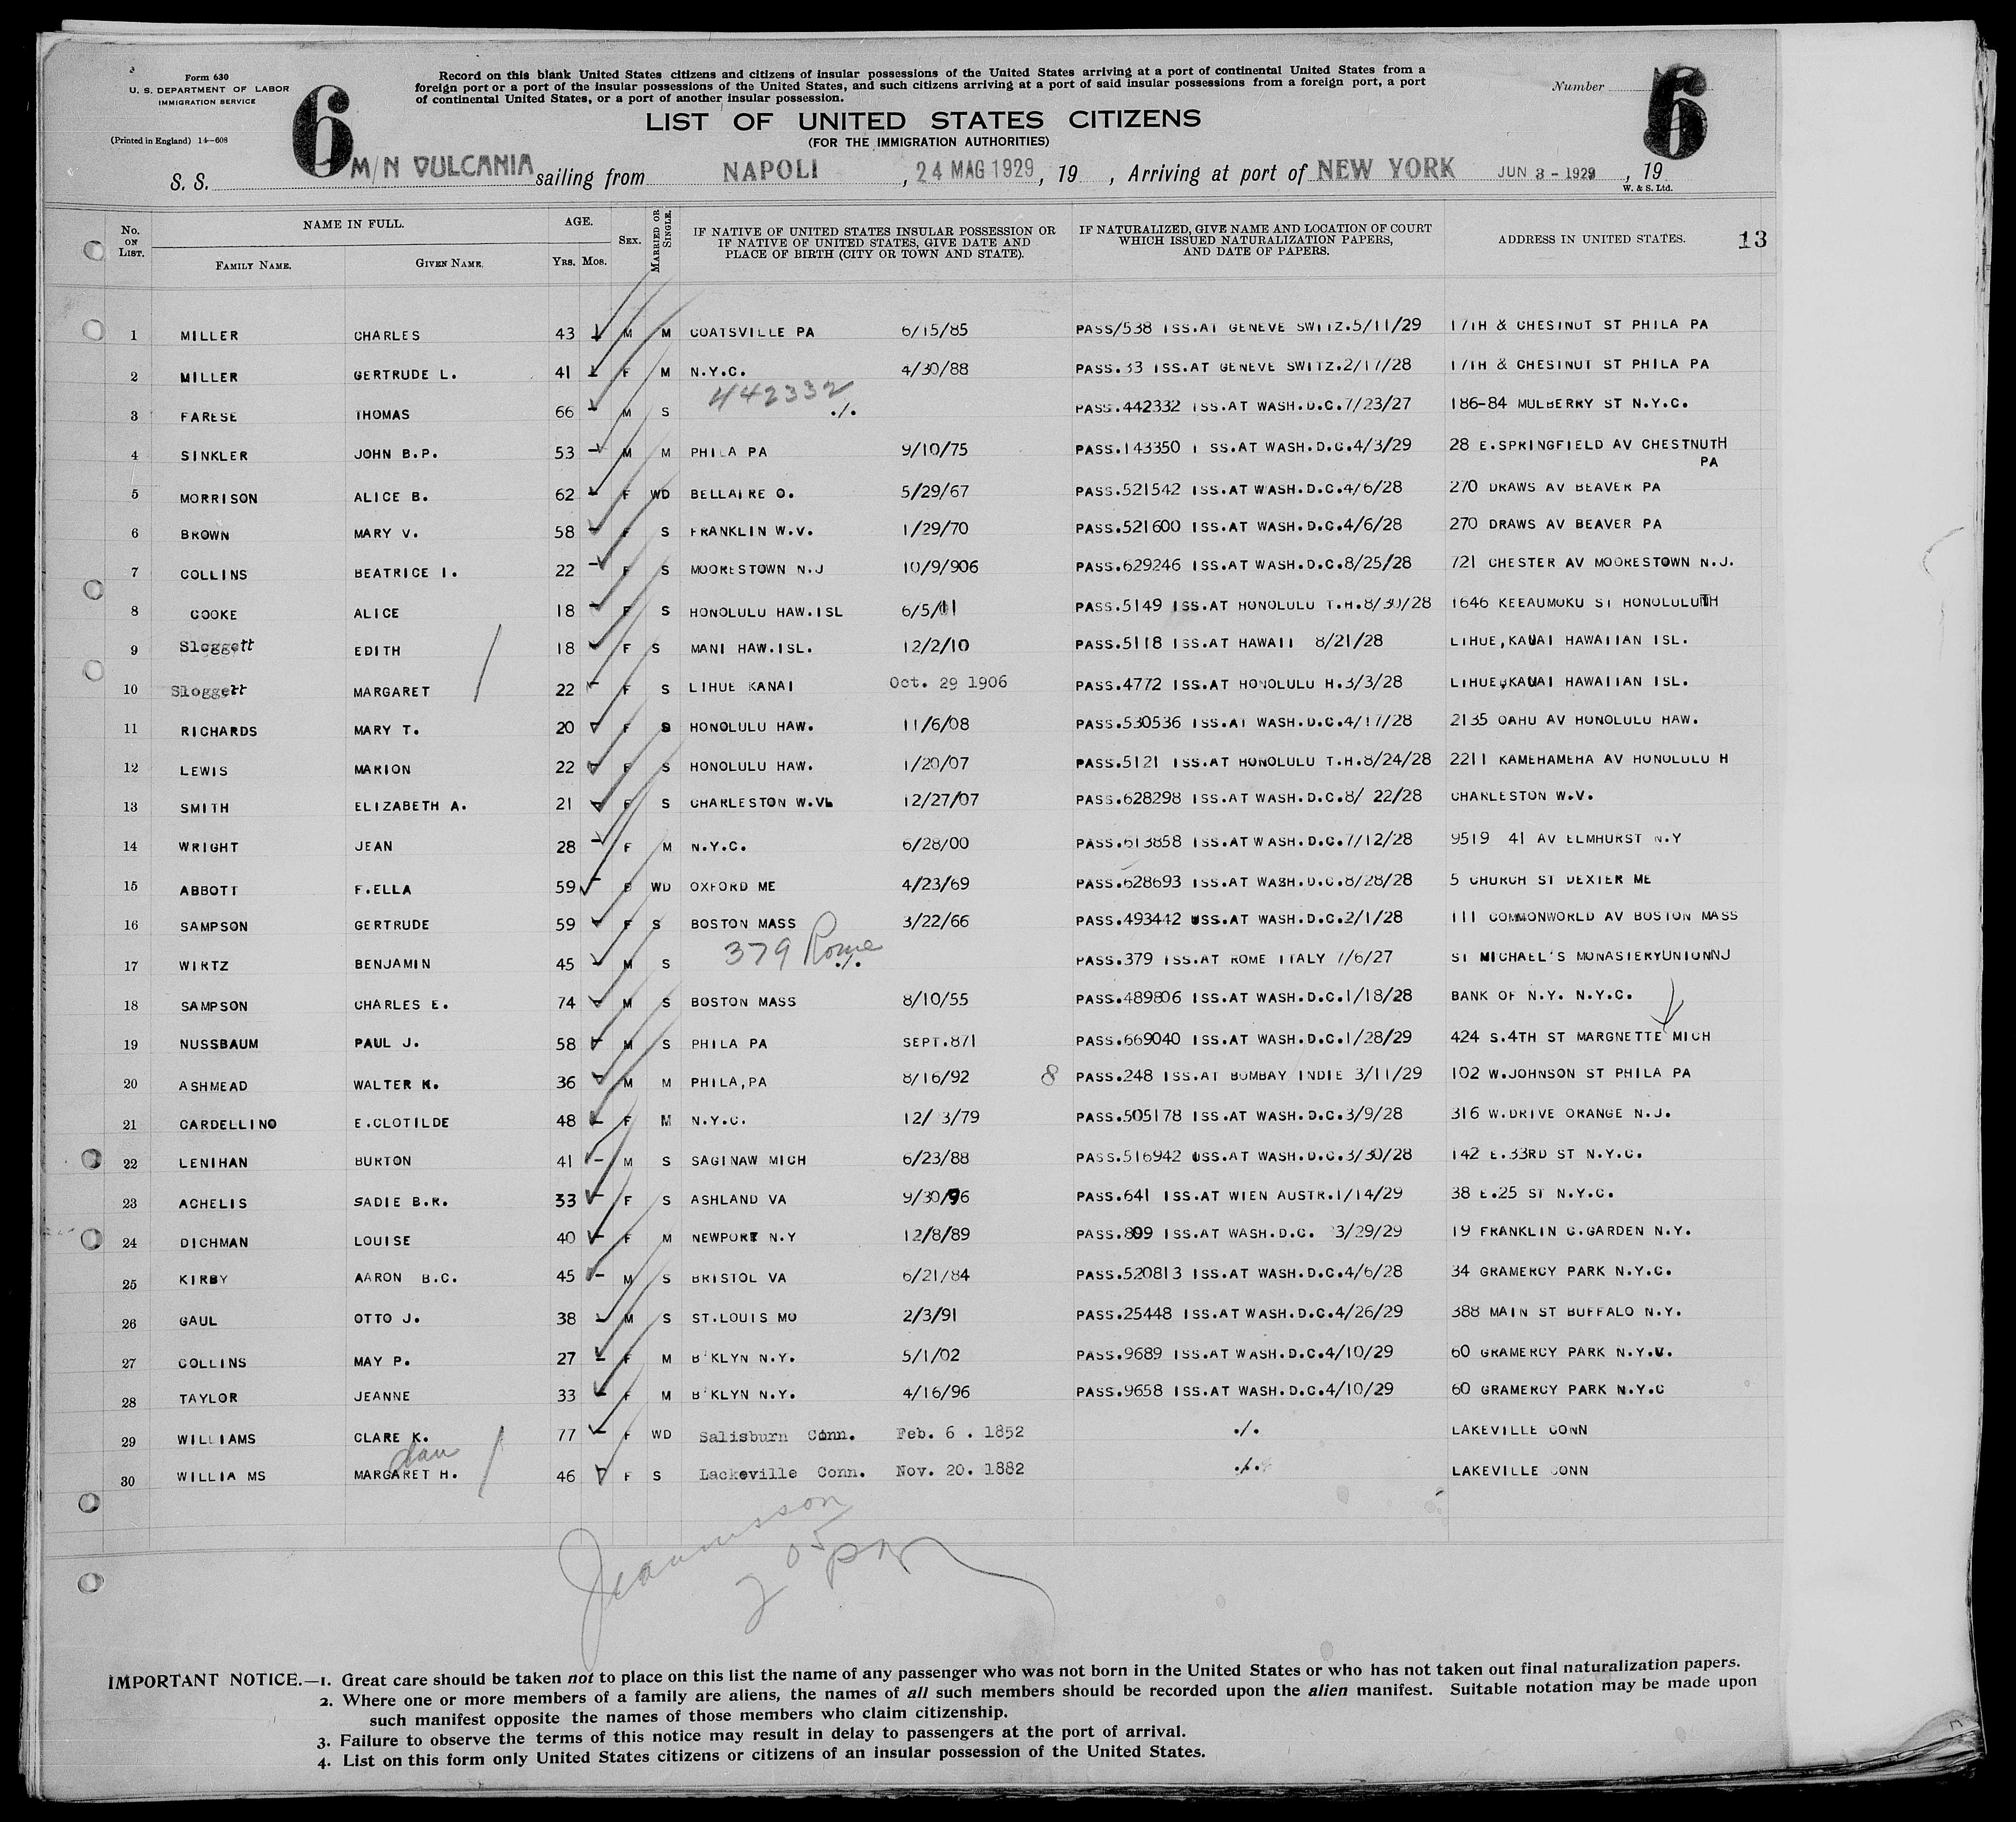 Form 630
U. S. DEPARTMENT OF LABOR
IMMIGRATION SERVICE
(Printed in England) 14—608
6
Record on this blank United States citizens and citizens of insular possessions of the United States arriving at a port of continental United States from a
foreign port or a port of the insular possessions of the United States, and such citizens arriving at a port of said insular possessions from a foreign port, a port
of continental United States, or a port of another insular possession.
Number 6
LIST OF UNITED STATES CITIZENS
(FOR THE IMMIGRATION AUTHORITIES)
S. S. M/N VULCANIA sailing from NAPOLI , 24 MAG 1929 , 19 , Arriving at port of NEW YORK JUN 3 - 1929 , 19
W. & S. Ltd.
No. ON LIST. NAME IN FULL. FAMILY NAME. GIVEN NAME. AGE. YRS. MOS. SEX. MARRIED OR SINGLE. IF NATIVE OF UNITED STATES INSULAR POSSESSION OR IF NATIVE OF UNITED STATES, GIVE DATE AND PLACE OF BIRTH (CITY OR TOWN AND STATE). IF NATURALIZED, GIVE NAME AND LOCATION OF COURT WHICH ISSUED NATURALIZATION PAPERS, AND DATE OF PAPERS. ADDRESS IN UNITED STATES. 13
1 MILLER CHARLES 43 M M COATSVILLE PA 6/15/85 PASS/538 ISS.AT GENEVE SWITZ.5/11/29 17TH & CHESTNUT ST PHILA PA
2 MILLER GERTRUDE L. 41 F M N.Y.C. 4/30/88 PASS.33 ISS.AT GENEVE SWITZ.2/17/28 17TH & CHESTNUT ST PHILA PA
442332
3 FARESE THOMAS 66 M S ./. PASS.442332 ISS.AT WASH.D.C.7/23/27 186-84 MULBERRY ST N.Y.C.
4 SINKLER JOHN B.P. 53 M M PHILA PA 9/10/75 PASS.143350 I SS.AT WASH.D.C.4/3/29 28 E.SPRINGFIELD AV CHESTNUTH
PA
5 MORRISON ALICE B. 62 F WD BELLAIRE O. 5/29/67 PASS.521542 ISS.AT WASH.D.C.4/6/28 270 DRAWS AV BEAVER PA
6 BROWN MARY V. 58 F S FRANKLIN W.V. 1/29/70 PASS.521600 ISS.AT WASH.D.C.4/6/28 270 DRAWS AV BEAVER PA
7 COLLINS BEATRICE I. 22 F S MOORESTOWN N.J 10/9/906 PASS.629246 ISS.AT WASH.D.C.8/25/28 721 CHESTER AV MOORESTOWN N.J.
8 COOKE ALICE 18 F S HONOLULU HAW.ISL 6/5/11 PASS.5149 ISS.AT HONOLULU T.H.8/30/28 1646 KEEAUMOKU ST HONOLULUTH
9 Sloggett EDITH 18 F S MANI HAW.ISL. 12/2/10 PASS.5118 ISS.AT HAWAII 8/21/28 LIHUE,KAUAI HAWAIIAN ISL.
10 Sloggett MARGARET 22 F S LIHUE KANAI Oct. 29 1906 PASS.4772 ISS.AT HONOLULU H.3/3/28 LIHUE,KAUAI HAWAIIAN ISL.
11 RICHARDS MARY T. 20 F S HONOLULU HAW. 11/6/08 PASS.530536 ISS.AT WASH.D.C.4/17/28 2135 OAHU AV HONOLULU HAW.
12 LEWIS MARION 22 F S HONOLULU HAW. 1/20/07 PASS.5121 ISS.AT HONOLULU T.H.8/24/28 2211 KAMEHAMEHA AV HONOLULU H
13 SMITH ELIZABETH A. 21 F S CHARLESTON W.V. 12/27/07 PASS.628298 ISS.AT WASH.D.C.8/ 22/28 CHARLESTON W.V.
14 WRIGHT JEAN 28 F M N.Y.C. 6/28/00 PASS.613858 ISS.AT WASH.D.C.7/12/28 9519 41 AV ELMHURST N.Y
15 ABBOTT F.ELLA 59 F WD OXFORD ME 4/23/69 PASS.628693 ISS.AT WASH.D.C.8/28/28 5 CHURCH ST DEXTER ME
16 SAMPSON GERTRUDE 59 F S BOSTON MASS 3/22/66 PASS.493442 USS.AT WASH.D.C.2/1/28 111 COMMONWORLD AV BOSTON MASS
379 Rome
17 WIRTZ BENJAMIN 45 M S ./. PASS.379 ISS.AT ROME ITALY 7/6/27 ST MICHAEL'S MONASTERYUNIONNJ
18 SAMPSON CHARLES E. 74 M S BOSTON MASS 8/10/55 PASS.489806 ISS.AT WASH.D.C.1/18/28 BANK OF N.Y. N.Y.C.
19 NUSSBAUM PAUL J. 58 M S PHILA PA SEPT.871 PASS.669040 ISS.AT WASH.D.C.1/28/29 424 S.4TH ST MARGNETTE MICH
20 ASHMEAD WALTER K. 36 M M PHILA,PA 8/16/92 8 PASS.248 ISS.AT BOMBAY INDIE 3/11/29 102 W.JOHNSON ST PHILA PA
21 CARDELLINO E.CLOTILDE 48 F M N.Y.C. 12/ 3/79 PASS.505178 ISS.AT WASH.D.C.3/9/28 316 W.DRIVE ORANGE N.J.
22 LENIHAN BURTON 41 M S SAGINAW MICH 6/23/88 PASS.516942 USS.AT WASH.D.C.3/30/28 142 E.33RD ST N.Y.C.
23 ACHELIS SADIE B.R. 33 F S ASHLAND VA 9/30/96 PASS.641 ISS.AT WIEN AUSTR.1/14/29 38 E.25 ST N.Y.C.
24 DICHMAN LOUISE 40 F M NEWPORT N.Y 12/8/89 PASS.809 ISS.AT WASH.D.C. 3/29/29 19 FRANKLIN C.GARDEN N.Y.
25 KIRBY AARON B.C. 45 M S BRISTOL VA 6/21/84 PASS.520813 ISS.AT WASH.D.C.4/6/28 34 GRAMERCY PARK N.Y.C.
26 GAUL OTTO J. 38 M S ST.LOUIS MO 2/3/91 PASS.25448 ISS.AT WASH.D.C.4/26/29 388 MAIN ST BUFFALO N.Y.
27 COLLINS MAY P. 27 F M B'KLYN N.Y. 5/1/02 PASS.9689 ISS.AT WASH.D.C.4/10/29 60 GRAMERCY PARK N.Y.C.
28 TAYLOR JEANNE 33 F M B'KLYN N.Y. 4/16/96 PASS.9658 ISS.AT WASH.D.C.4/10/29 60 GRAMERCY PARK N.Y.C
29 WILLIAMS CLARE K. 77 F WD Salisburn Conn. Feb. 6 . 1852 ./. LAKEVILLE CONN
dau
30 WILLIA MS MARGARET H. 46 F S Lackeville Conn. Nov. 20. 1882 ./. LAKEVILLE CONN
IMPORTANT NOTICE.—1. Great care should be taken not to place on this list the name of any passenger who was not born in the United States or who has not taken out final naturalization papers.
2. Where one or more members of a family are aliens, the names of all such members should be recorded upon the alien manifest. Suitable notation may be made upon
such manifest opposite the names of those members who claim citizenship.
3. Failure to observe the terms of this notice may result in delay to passengers at the port of arrival.
4. List on this form only United States citizens or citizens of an insular possession of the United States.